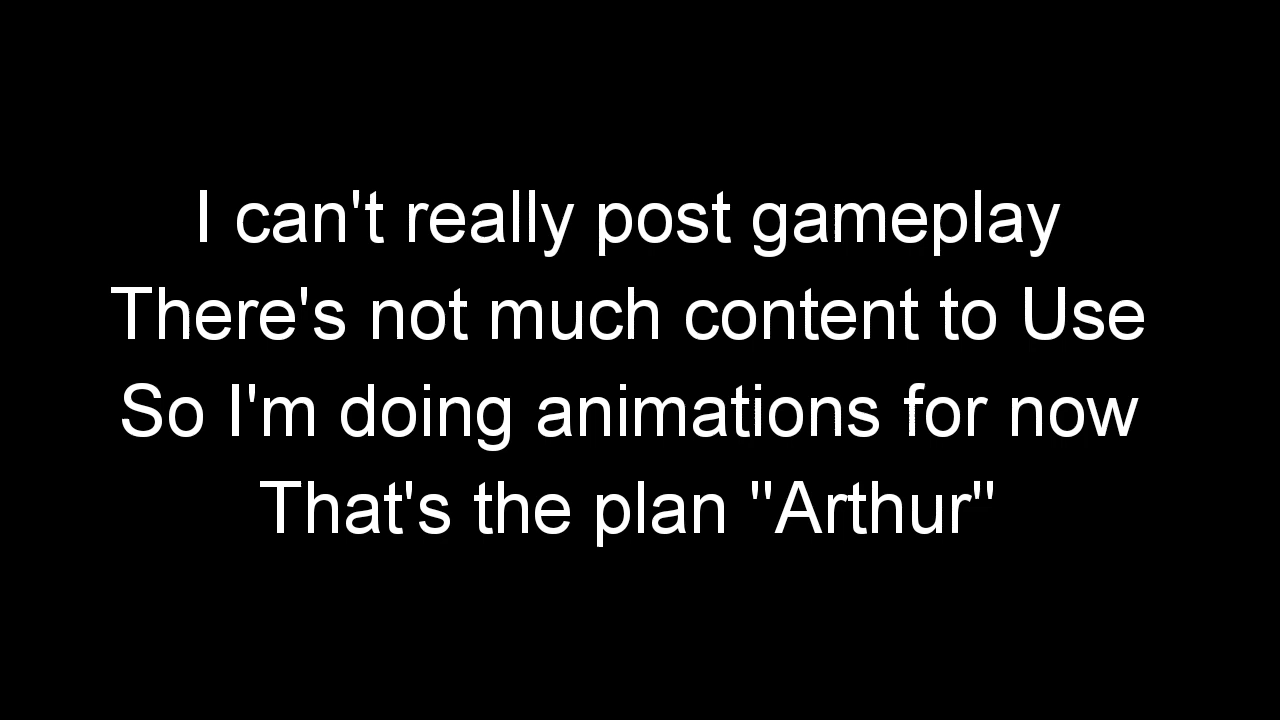 I can't really post gameplay
There's not much content to Use
So I'm doing animations for now
That's the plan "Arthur"